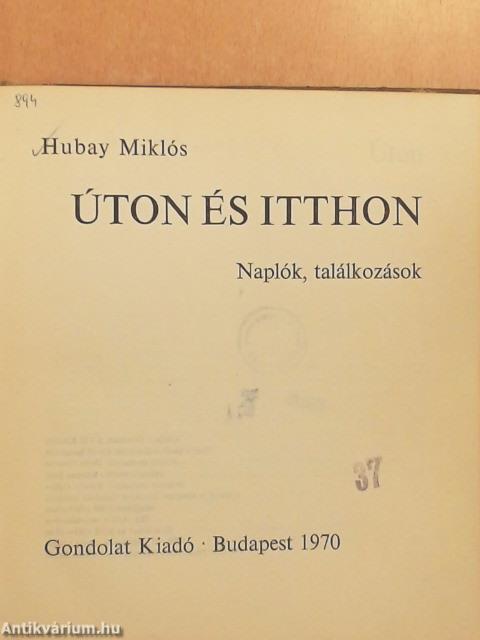 894
Hubay Miklós
ÚTON ÉS ITTHON
Naplók, találkozások
37
Gondolat Kiadó · Budapest 1970
Antikvárium.hu